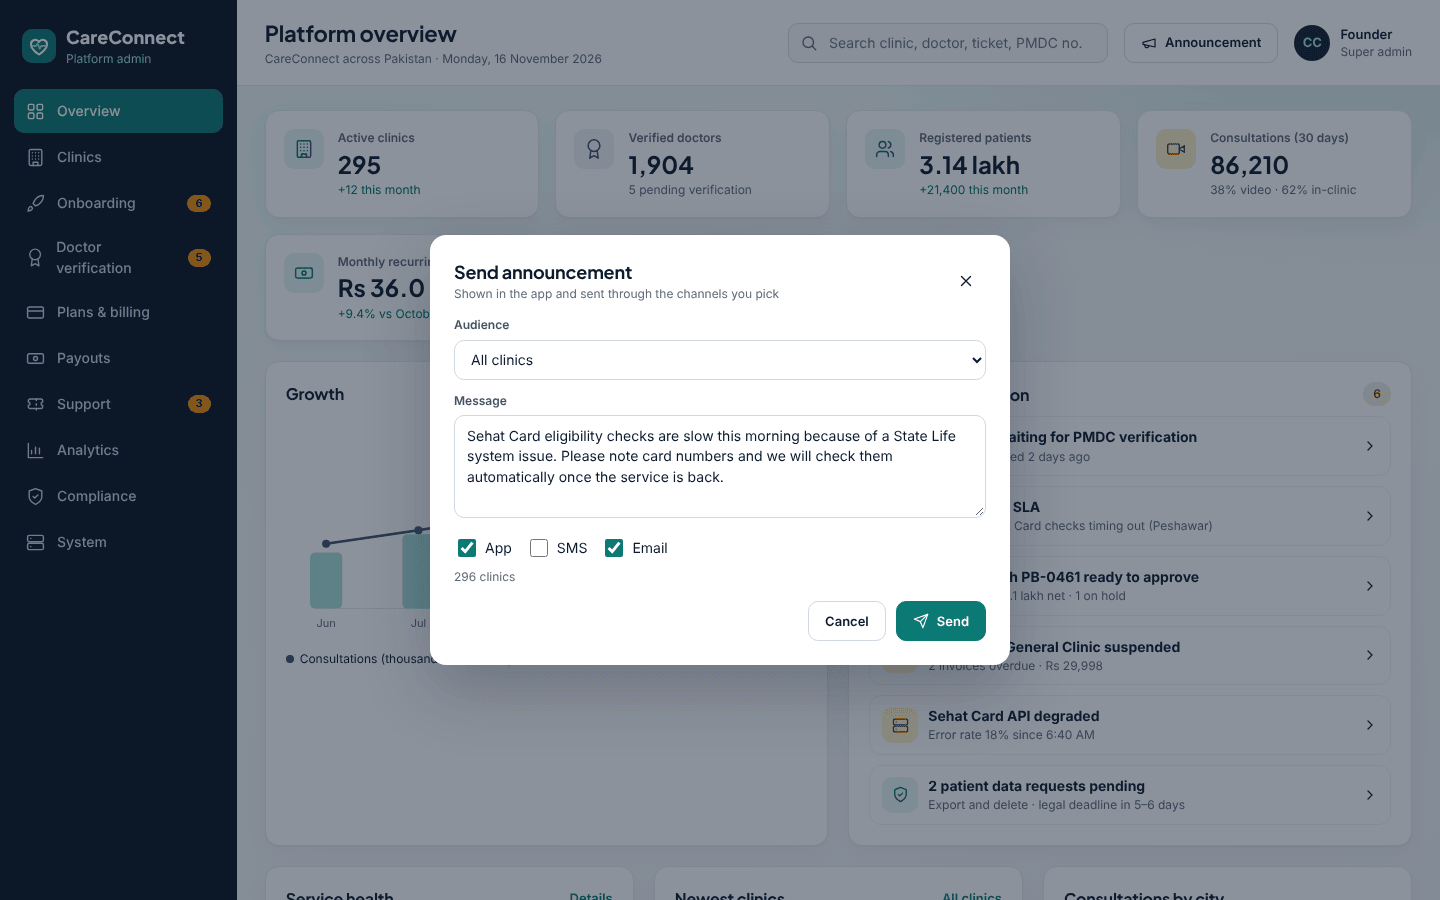 CareConnect
Platform admin
Overview
Clinics
Onboarding 6
Doctor verification 5
Plans & billing
Payouts
Support 3
Analytics
Compliance
System
Platform overview
CareConnect across Pakistan · Monday, 16 November 2026
Search clinic, doctor, ticket, PMDC no.
Announcement
CC
Founder
Super admin
Active clinics
295
+12 this month
Verified doctors
1,904
5 pending verification
Registered patients
3.14 lakh
+21,400 this month
Consultations (30 days)
86,210
38% video · 62% in-clinic
Monthly recurri
Rs 36.0
+9.4% vs Octob
Send announcement
Shown in the app and sent through the channels you pick
Audience
All clinics
Message
Sehat Card eligibility checks are slow this morning because of a State Life
system issue. Please note card numbers and we will check them
automatically once the service is back.
App
SMS
Email
296 clinics
Cancel
Send
Growth
Jun
Jul
Consultations (thousan
on
6
aiting for PMDC verification
ed 2 days ago
SLA
Card checks timing out (Peshawar)
h PB-0461 ready to approve
.1 lakh net · 1 on hold
General Clinic suspended
2 invoices overdue · Rs 29,998
Sehat Card API degraded
Error rate 18% since 6:40 AM
2 patient data requests pending
Export and delete · legal deadline in 5–6 days
Service health
Details
Newest clinics
All clinics
Consultations by city